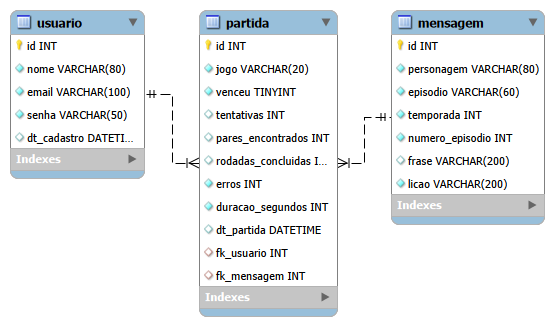 usuario
id INT
nome VARCHAR(80)
email VARCHAR(100)
senha VARCHAR(50)
dt_cadastro DATETI...
Indexes
partida
id INT
jogo VARCHAR(20)
venceu TINYINT
tentativas INT
pares_encontrados INT
rodadas_concluidas I...
erros INT
duracao_segundos INT
dt_partida DATETIME
fk_usuario INT
fk_mensagem INT
Indexes
mensagem
id INT
personagem VARCHAR(80)
episodio VARCHAR(60)
temporada INT
numero_episodio INT
frase VARCHAR(200)
licao VARCHAR(200)
Indexes